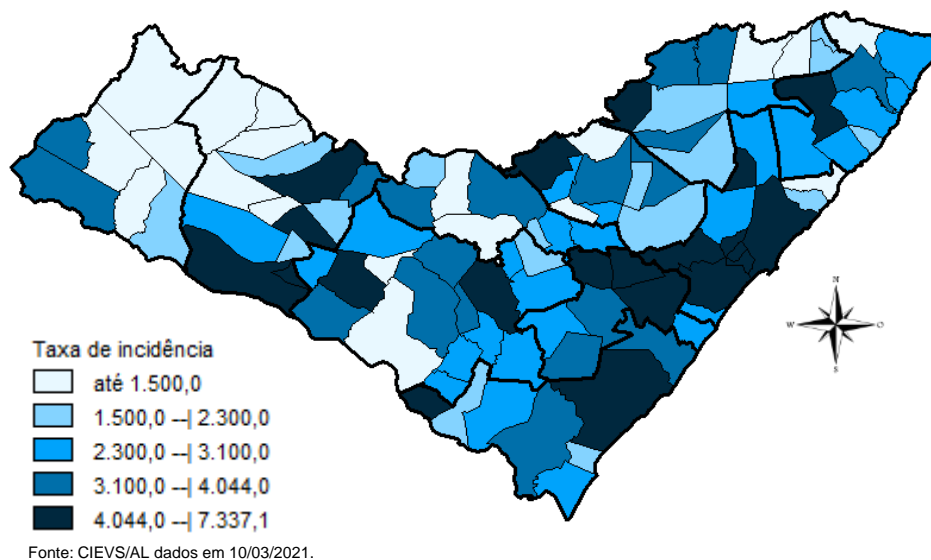 N
W
O
S
Taxa de incidência
até 1.500,0
1.500,0 --| 2.300,0
2.300,0 --| 3.100,0
3.100,0 --| 4.044,0
4.044,0 --| 7.337,1
Fonte: CIEVS/AL dados em 10/03/2021.